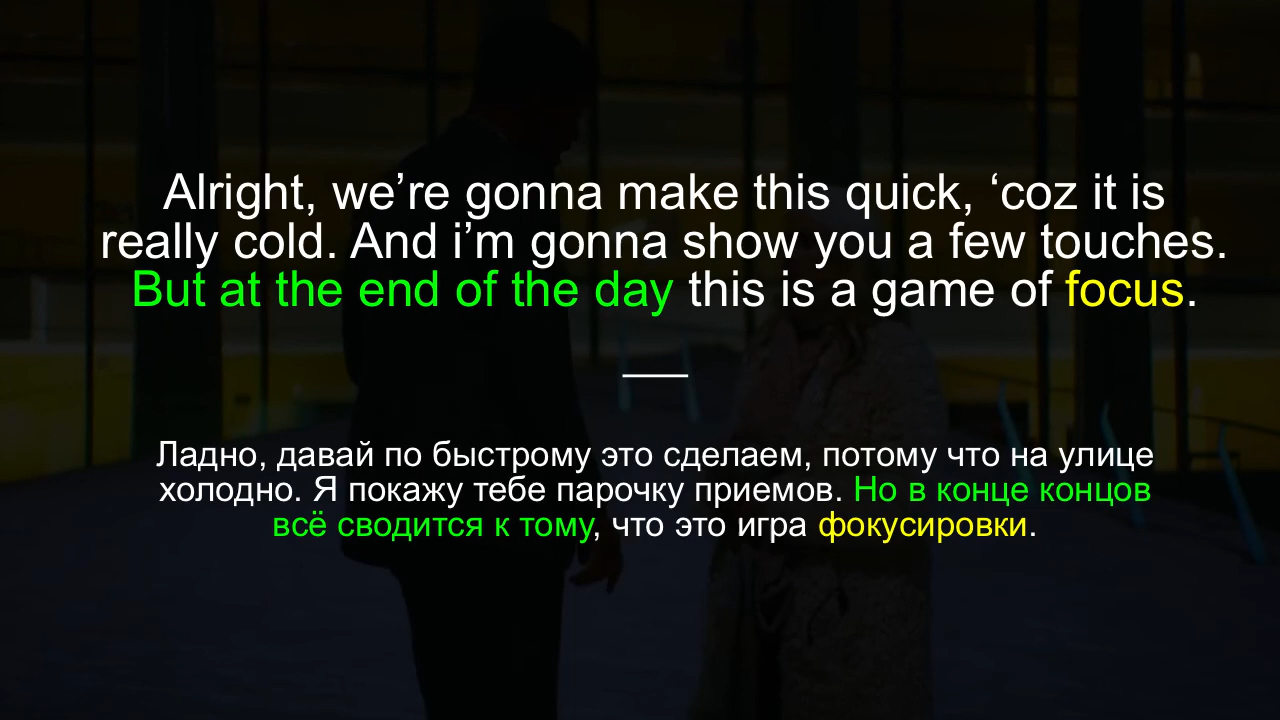 Alright, we’re gonna make this quick, ‘coz it is
really cold. And i’m gonna show you a few touches.
But at the end of the day this is a game of focus.
Ладно, давай по быстрому это сделаем, потому что на улице
холодно. Я покажу тебе парочку приемов. Но в конце концов
всё сводится к тому, что это игра фокусировки.